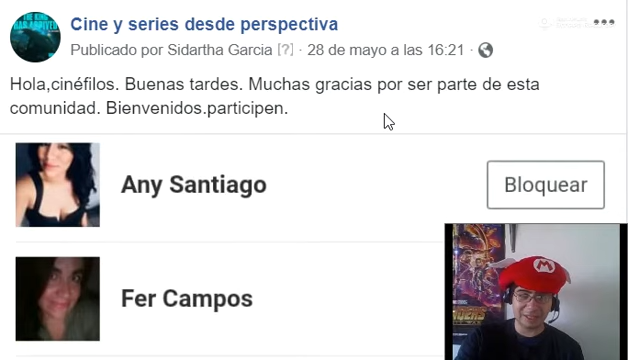 Cine y series desde perspectiva
Publicado por Sidartha Garcia [?] · 28 de mayo a las 16:21 ·
Hola,cinéfilos. Buenas tardes. Muchas gracias por ser parte de esta
comunidad. Bienvenidos.participen.
Any Santiago
Bloquear
Fer Campos
M